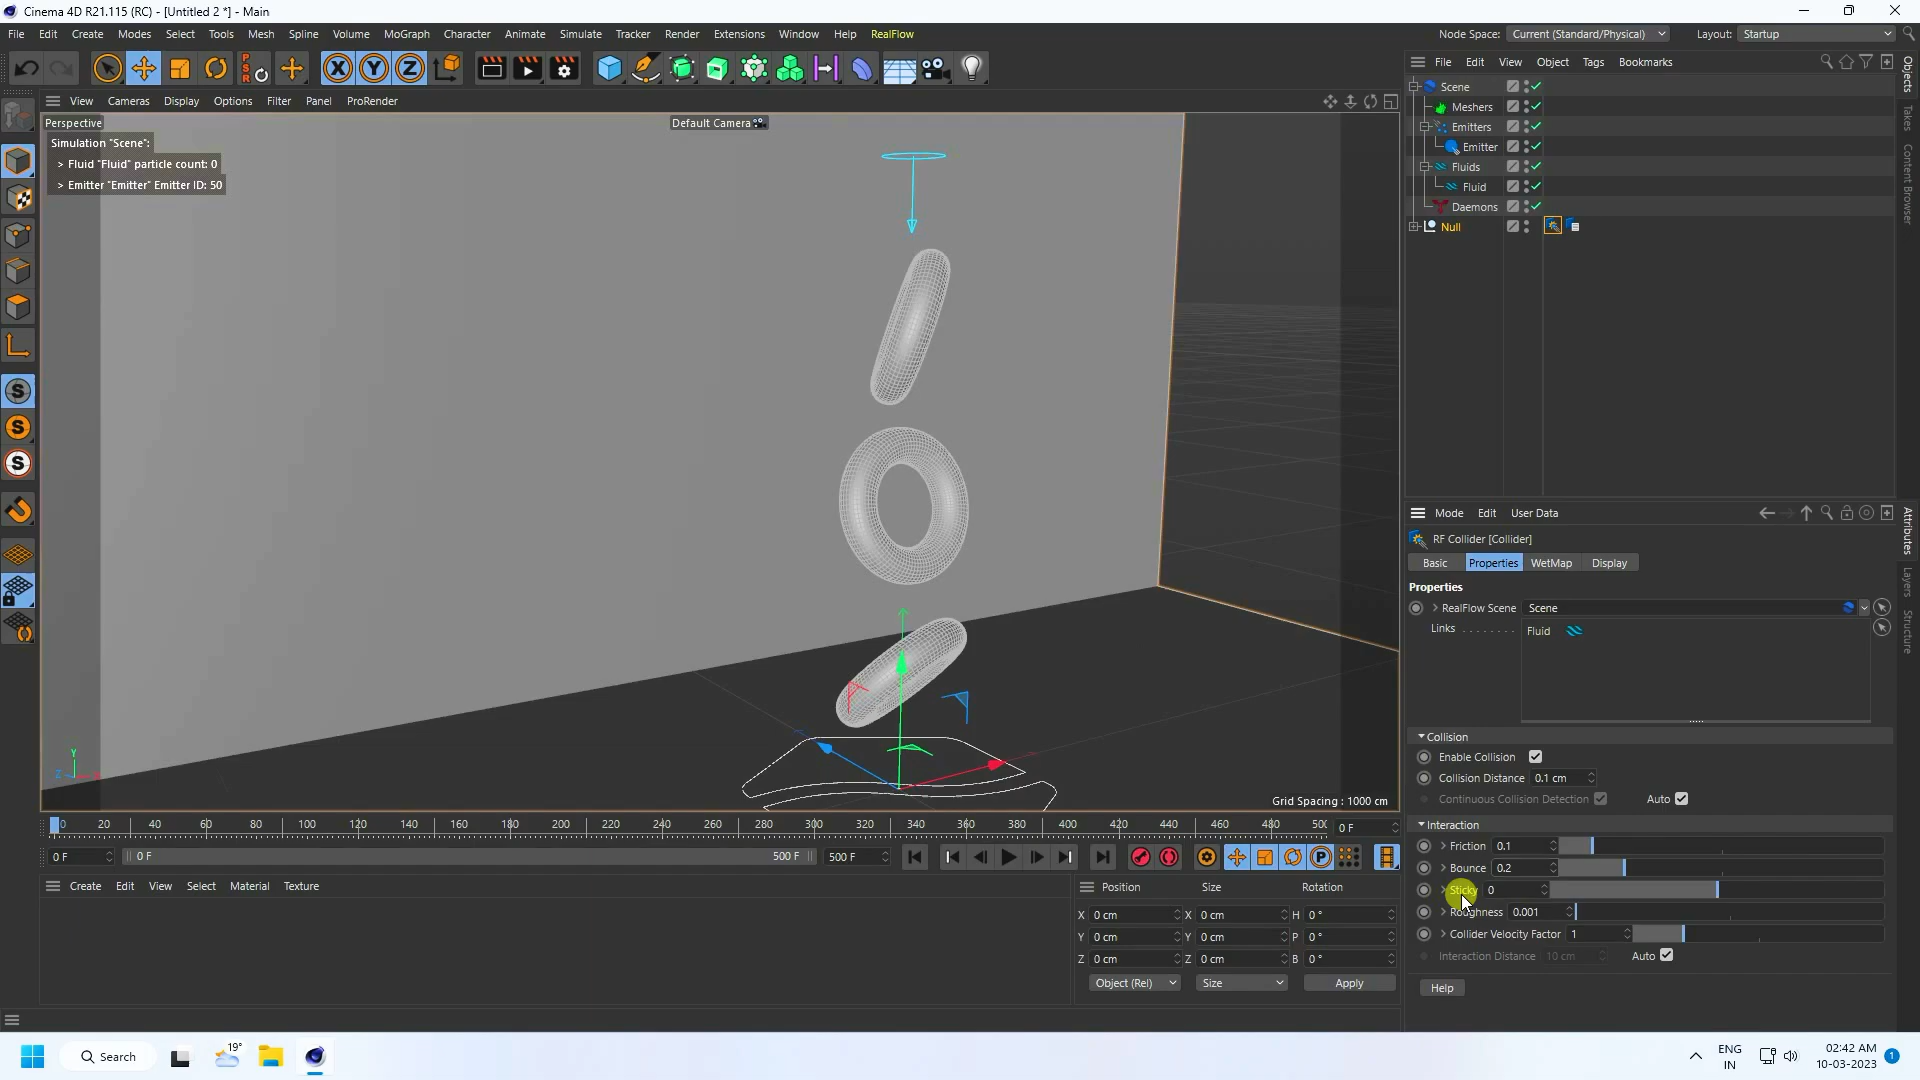 Cinema 4D R21.115 (RC) - [Untitled 2 *] - Main
File Edit Create Modes Select Tools Mesh Spline Volume MoGraph Character Animate Simulate Tracker Render Extensions Window Help RealFlow
Node Space: Current (Standard/Physical) Layout: Startup
View Cameras Display Options Filter Panel ProRender
Perspective
Default Camera
Simulation "Scene":
> Fluid "Fluid" particle count: 0
> Emitter "Emitter" Emitter ID: 50
Grid Spacing : 1000 cm
File Edit View Object Tags Bookmarks
Scene
Meshers
Emitters
Emitter
Fluids
Fluid
Daemons
Null
Objects
Takes
Content Browser
Mode Edit User Data
RF Collider [Collider]
Basic Properties WetMap Display
Properties
RealFlow Scene Scene
Links . . . . . . . . Fluid
Collision
Enable Collision
Collision Distance 0.1 cm
Continuous Collision Detection Auto
Interaction
Friction 0.1
Bounce 0.2
Sticky 0
Roughness 0.001
Collider Velocity Factor 1
Interaction Distance 10 cm Auto
Help
Attributes
Layers
Structure
Y
Z X
0 20 40 60 80 100 120 140 160 180 200 220 240 260 280 300 320 340 360 380 400 420 440 460 480 50( 0 F
0 F 0 F 500 F 500 F
Create Edit View Select Material Texture
Position Size Rotation
X 0 cm X 0 cm H 0 °
Y 0 cm Y 0 cm P 0 °
Z 0 cm Z 0 cm B 0 °
Object (Rel) Size Apply
Search
19°
ENG
IN
02:42 AM
10-03-2023
1